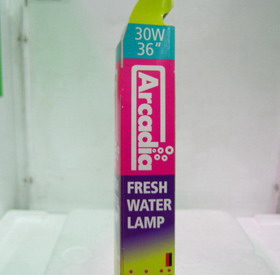 30W
36"
Arcadia
FRESH
WATER
LAMP